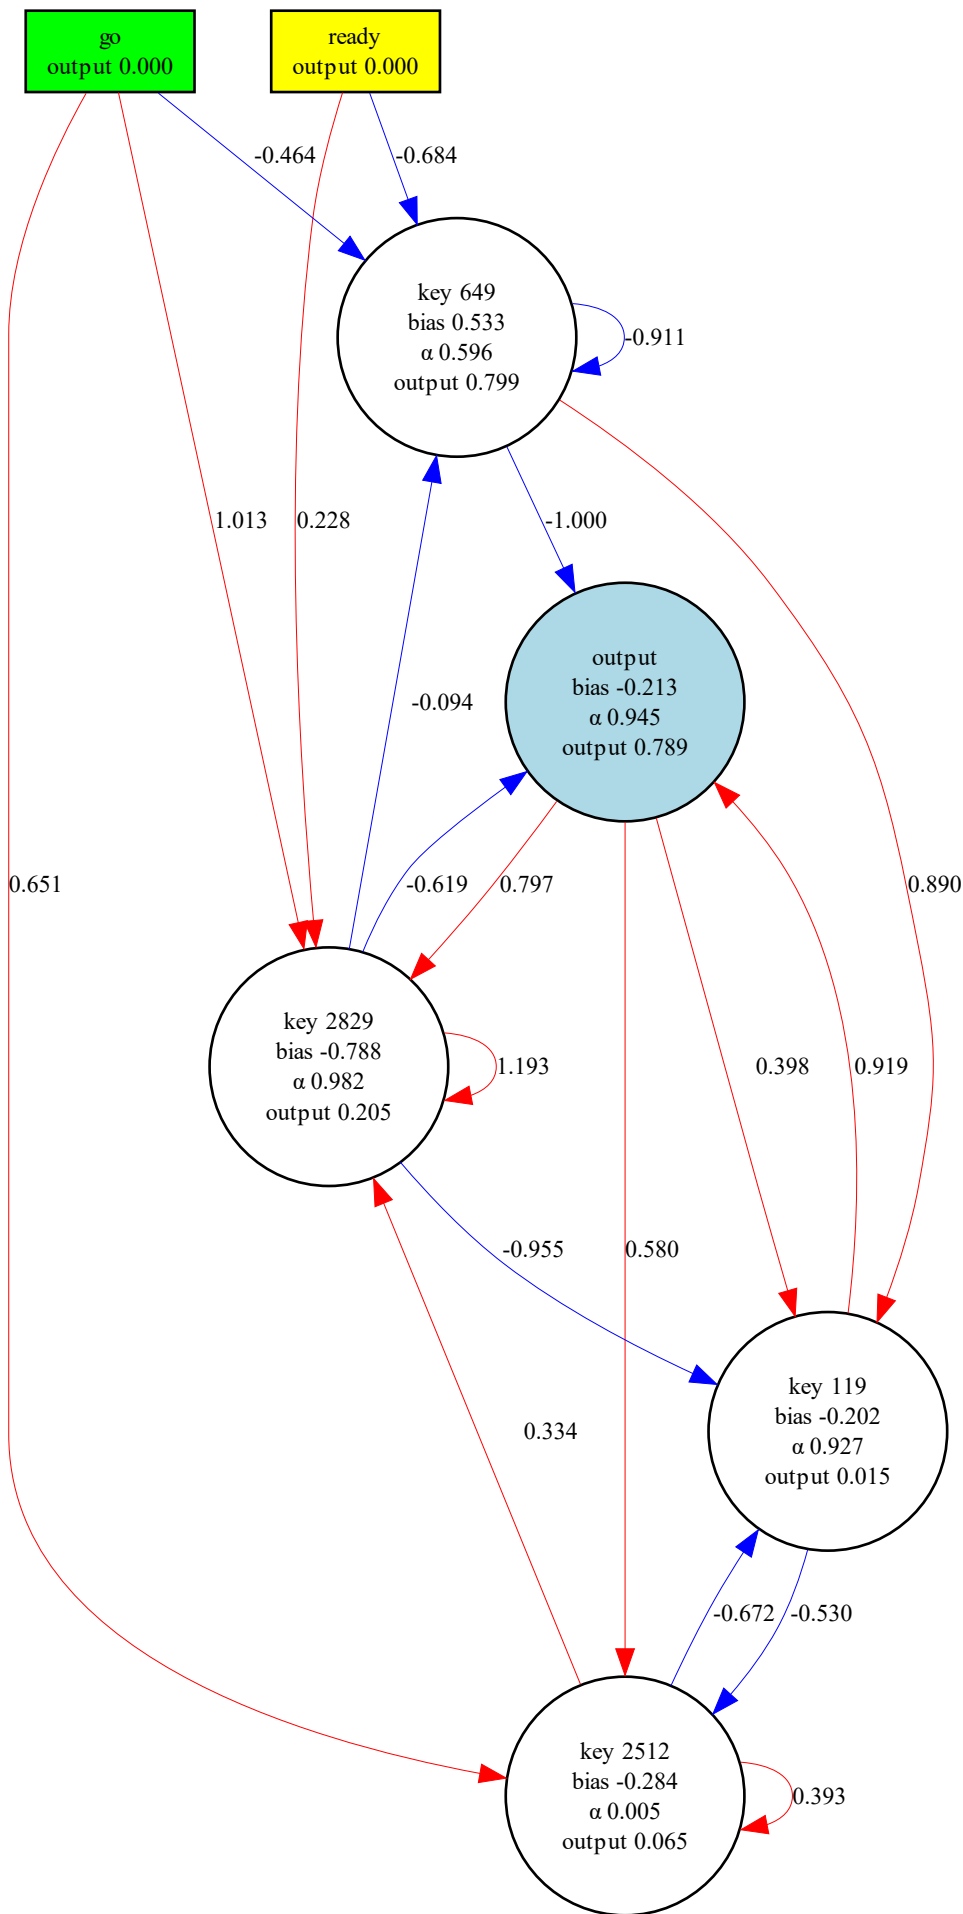 go
output 0.000
ready
output 0.000
-0.464
-0.684
key 649
bias 0.533
α 0.596
output 0.799
-0.911
1.013
0.228
-1.000
output
bias -0.213
α 0.945
output 0.789
-0.094
0.651
-0.619
0.797
0.890
key 2829
bias -0.788
α 0.982
output 0.205
1.193
0.398
0.919
-0.955
0.580
key 119
bias -0.202
α 0.927
output 0.015
0.334
-0.672
-0.530
key 2512
bias -0.284
α 0.005
output 0.065
0.393